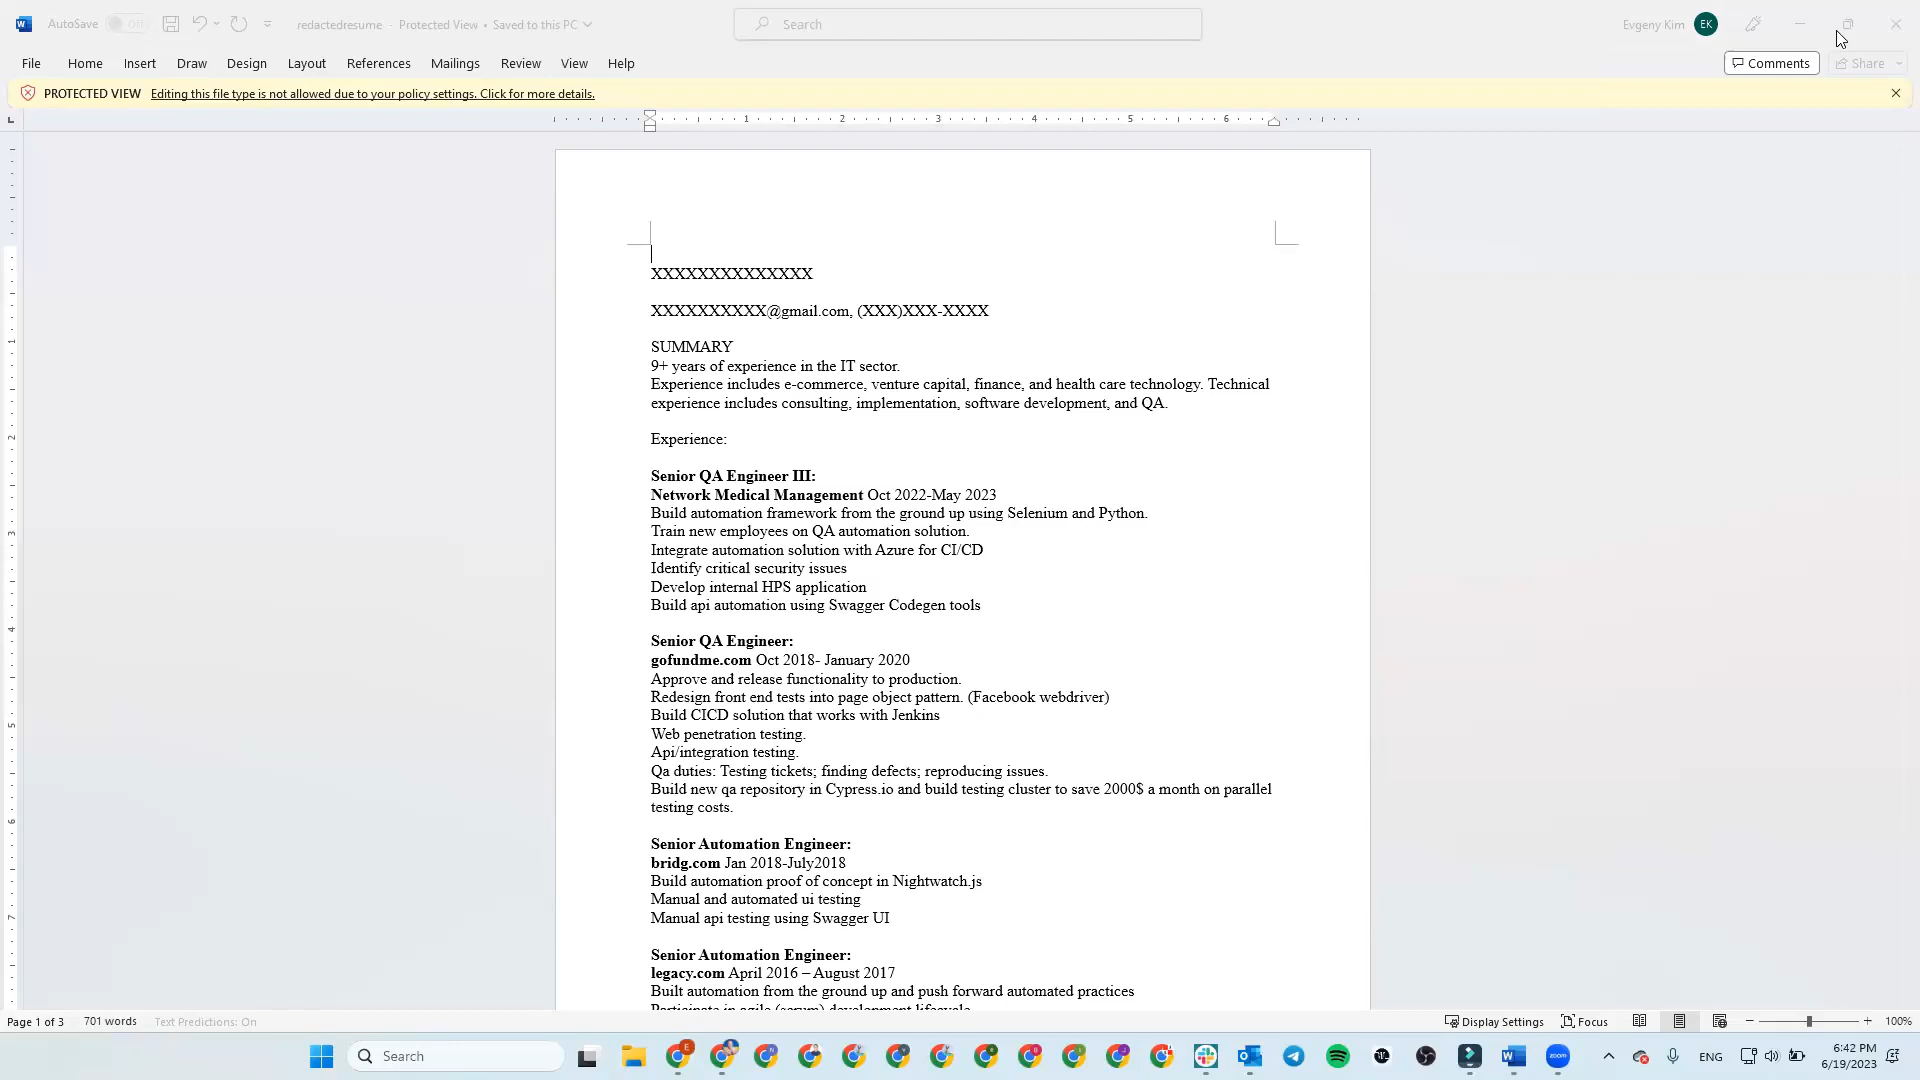 AutoSave Off redactedresume - Protected View • Saved to this PC Search Evgeny Kim EK
File Home Insert Draw Design Layout References Mailings Review View Help Comments Share
PROTECTED VIEW Editing this file type is not allowed due to your policy settings. Click for more details.
1 2 3 4 5 6
XXXXXXXXXXXXXX
XXXXXXXXXX@gmail.com, (XXX)XXX-XXXX
SUMMARY
9+ years of experience in the IT sector.
Experience includes e-commerce, venture capital, finance, and health care technology. Technical
experience includes consulting, implementation, software development, and QA.
Experience:
Senior QA Engineer III:
Network Medical Management Oct 2022-May 2023
Build automation framework from the ground up using Selenium and Python.
Train new employees on QA automation solution.
Integrate automation solution with Azure for CI/CD
Identify critical security issues
Develop internal HPS application
Build api automation using Swagger Codegen tools
Senior QA Engineer:
gofundme.com Oct 2018- January 2020
Approve and release functionality to production.
Redesign front end tests into page object pattern. (Facebook webdriver)
Build CICD solution that works with Jenkins
Web penetration testing.
Api/integration testing.
Qa duties: Testing tickets; finding defects; reproducing issues.
Build new qa repository in Cypress.io and build testing cluster to save 2000$ a month on parallel
testing costs.
Senior Automation Engineer:
bridg.com Jan 2018-July2018
Build automation proof of concept in Nightwatch.js
Manual and automated ui testing
Manual api testing using Swagger UI
Senior Automation Engineer:
legacy.com April 2016 – August 2017
Built automation from the ground up and push forward automated practices
Participate in agile (scrum) development lifecycle
Page 1 of 3 701 words Text Predictions: On Display Settings Focus 100%
Search ENG 6:42 PM
6/19/2023